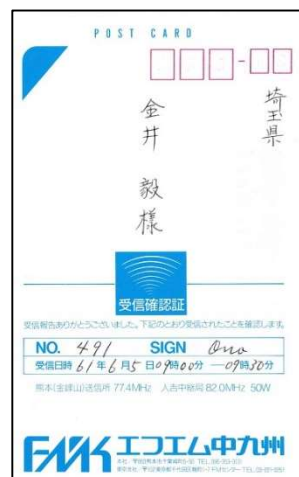 POST CARD
埼玉県
金井 毅様
受信確認証
受信報告ありがとうございました。下記のとおり受信されたことを確認します。
NO. 491 SIGN Ono
受信日時 61年6月5日09時00分―09時30分
熊本(金峰山)送信所 77.4MHz 人吉中継局 82.0MHz 50W
FMK エフエム中九州